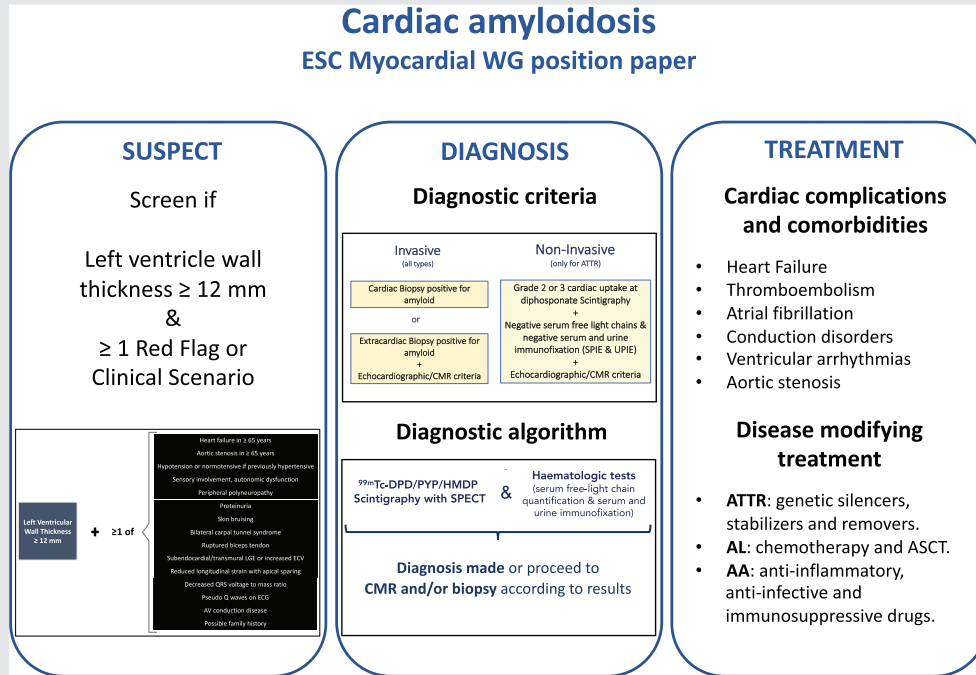 Cardiac amyloidosis
ESC Myocardial WG position paper
SUSPECT
Screen if
Left ventricle wall
thickness ≥ 12 mm
&
≥ 1 Red Flag or
Clinical Scenario
Left Ventricular
Wall Thickness
≥ 12 mm
+
≥1 of
Heart failure in ≥ 65 years
Aortic stenosis in ≥ 65 years
Hypotension or normotensive if previously hypertensive
Sensory involvement, autonomic dysfunction
Peripheral polyneuropathy
Proteinuria
Skin bruising
Bilateral carpal tunnel syndrome
Ruptured biceps tendon
Subendocardial/transmural LGE or increased ECV
Reduced longitudinal strain with apical sparing
Decreased QRS voltage to mass ratio
Pseudo Q waves on ECG
AV conduction disease
Possible family history
DIAGNOSIS
Diagnostic criteria
Invasive
(all types)
Cardiac Biopsy positive for
amyloid
or
Extracardiac Biopsy positive for
amyloid
+
Echocardiographic/CMR criteria
Non-Invasive
(only for ATTR)
Grade 2 or 3 cardiac uptake at
diphosponate Scintigraphy
+
Negative serum free light chains &
negative serum and urine
immunofixation (SPIE & UPIE)
+
Echocardiographic/CMR criteria
Diagnostic algorithm
⁹⁹ᵐTc-DPD/PYP/HMDP
Scintigraphy with SPECT
&
Haematologic tests
(serum free-light chain
quantification & serum and
urine immunofixation)
Diagnosis made or proceed to
CMR and/or biopsy according to results
TREATMENT
Cardiac complications
and comorbidities
• Heart Failure
• Thromboembolism
• Atrial fibrillation
• Conduction disorders
• Ventricular arrhythmias
• Aortic stenosis
Disease modifying
treatment
• ATTR: genetic silencers,
stabilizers and removers.
• AL: chemotherapy and ASCT.
• AA: anti-inflammatory,
anti-infective and
immunosuppressive drugs.